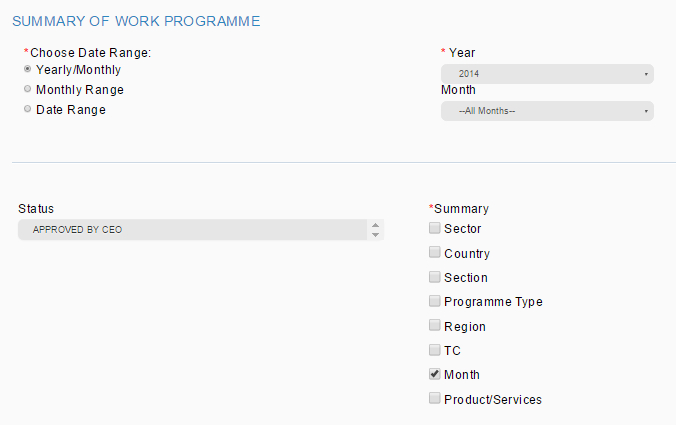 SUMMARY OF WORK PROGRAMME
*Choose Date Range:
Yearly/Monthly
Monthly Range
Date Range
* Year
2014
Month
--All Months--
Status
APPROVED BY CEO
*Summary
Sector
Country
Section
Programme Type
Region
TC
Month
Product/Services